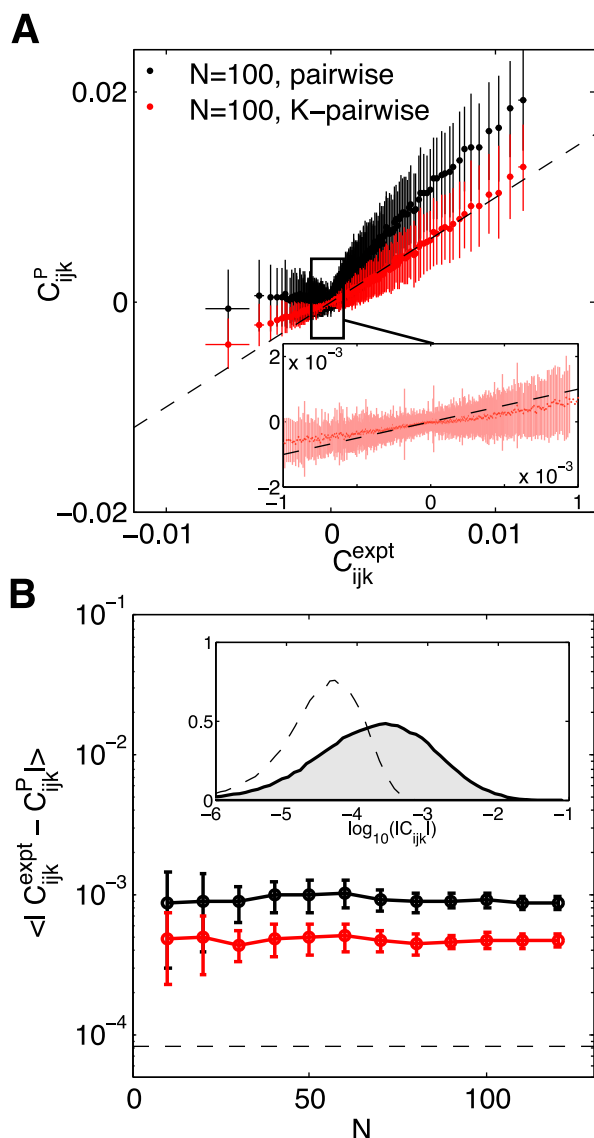 A
0.02
N=100, pairwise
N=100, K-pairwise
C^P_ijk
0
x 10^-3
2
0
-2
x 10^-3
-1
0
1
-0.02
-0.01
0
0.01
C^expt_ijk
B
10^-1
1
0.5
0
-6
-5
-4
-3
-2
-1
log10(|C_ijk|)
10^-2
<| C^expt_ijk - C^P_ijk |>
10^-3
10^-4
0
50
100
N